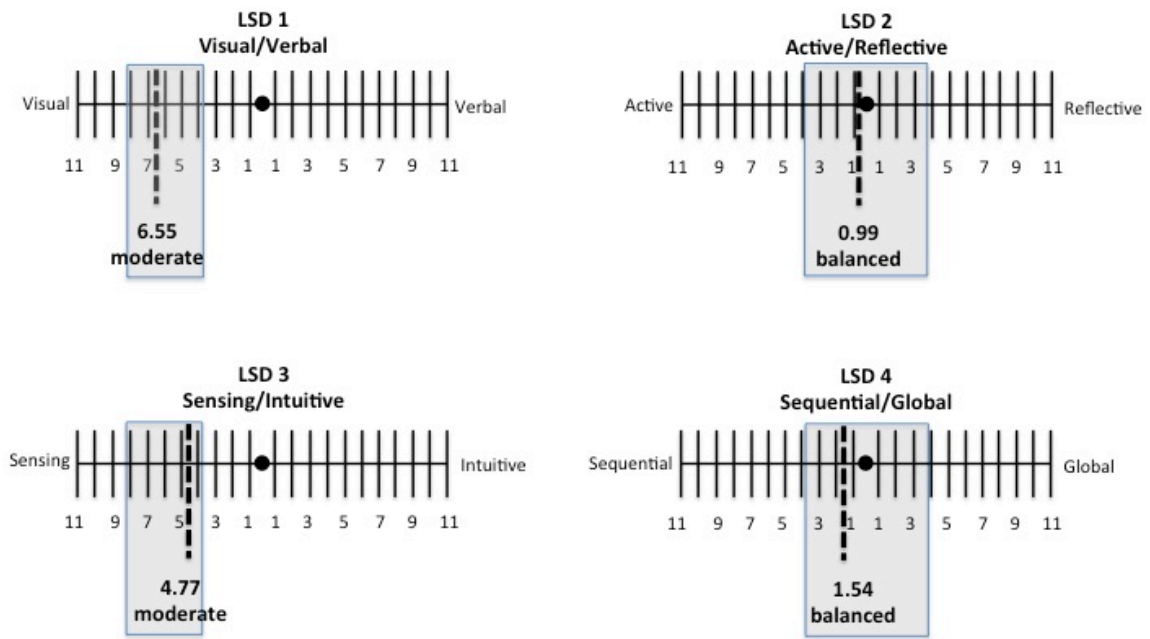 LSD 1
Visual/Verbal
Visual
Verbal
11 9 7 5 3 1 1 3 5 7 9 11
6.55
moderate
LSD 2
Active/Reflective
Active
Reflective
11 9 7 5 3 1 1 3 5 7 9 11
0.99
balanced
LSD 3
Sensing/Intuitive
Sensing
Intuitive
11 9 7 5 3 1 1 3 5 7 9 11
4.77
moderate
LSD 4
Sequential/Global
Sequential
Global
11 9 7 5 3 1 1 3 5 7 9 11
1.54
balanced